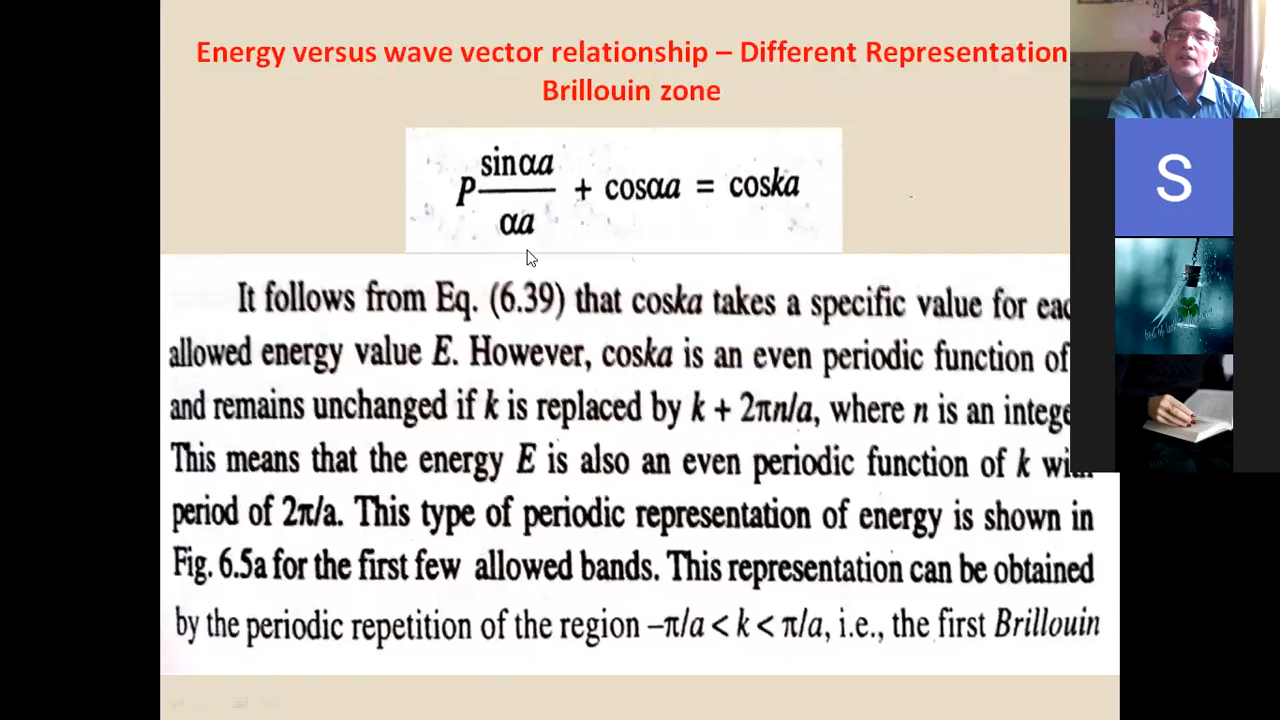 Energy versus wave vector relationship – Different Representation
Brillouin zone
P sinαa/αa + cosαa = coska
It follows from Eq. (6.39) that coska takes a specific value for
allowed energy value E. However, coska is an even periodic function of
and remains unchanged if k is replaced by k + 2πn/a, where n is an
This means that the energy E is also an even periodic function of k
period of 2π/a. This type of periodic representation of energy is shown in
Fig. 6.5a for the first few allowed bands. This representation can be obtained
by the periodic repetition of the region –π/a < k < π/a, i.e., the first Brillouin
S